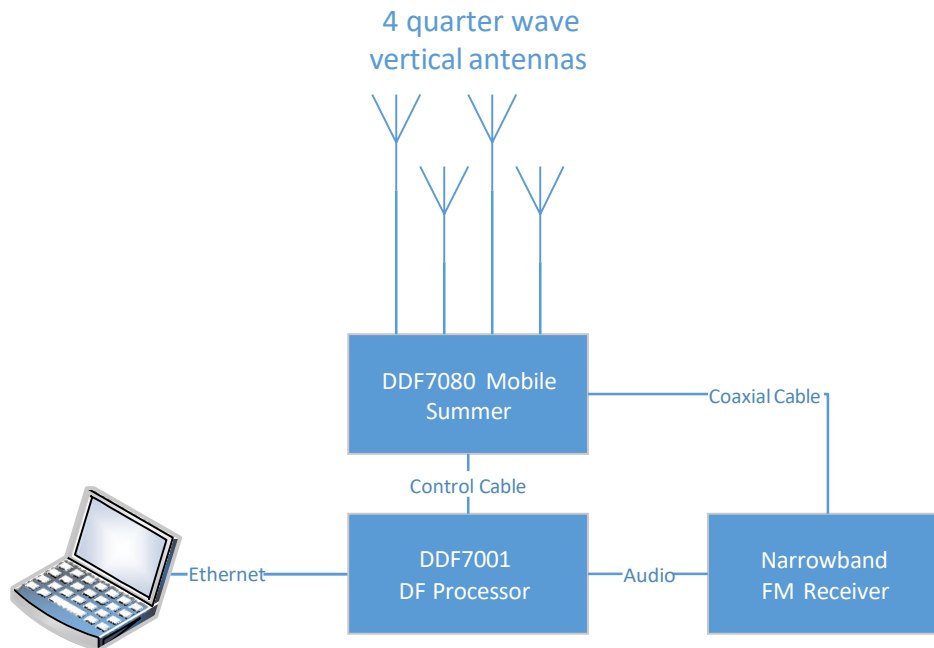 4 quarter wave
vertical antennas
DDF7080 Mobile
Summer
Coaxial Cable
Control Cable
Ethernet
DDF7001
DF Processor
Audio
Narrowband
FM Receiver